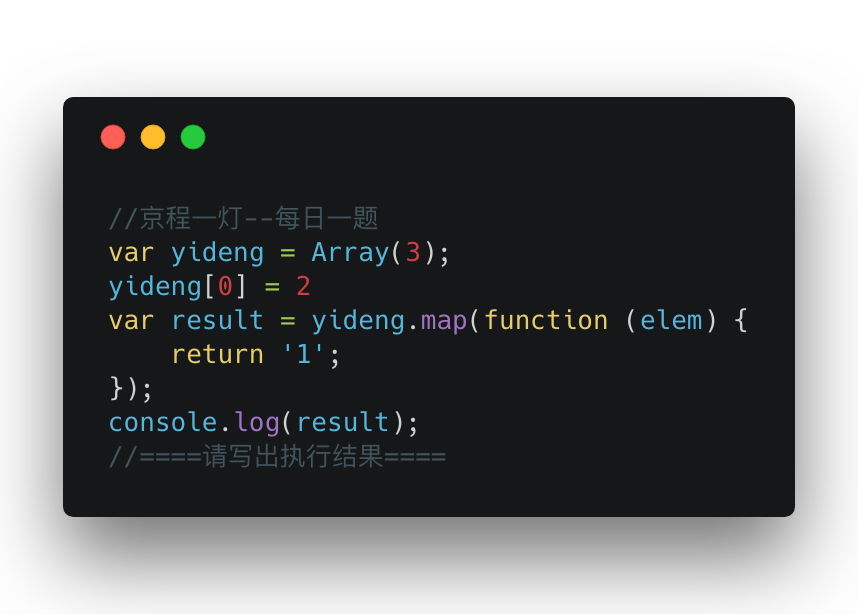 //京程一灯--每日一题
var yideng = Array(3);
yideng[0] = 2
var result = yideng.map(function (elem) {
    return '1';
});
console.log(result);
//====请写出执行结果====